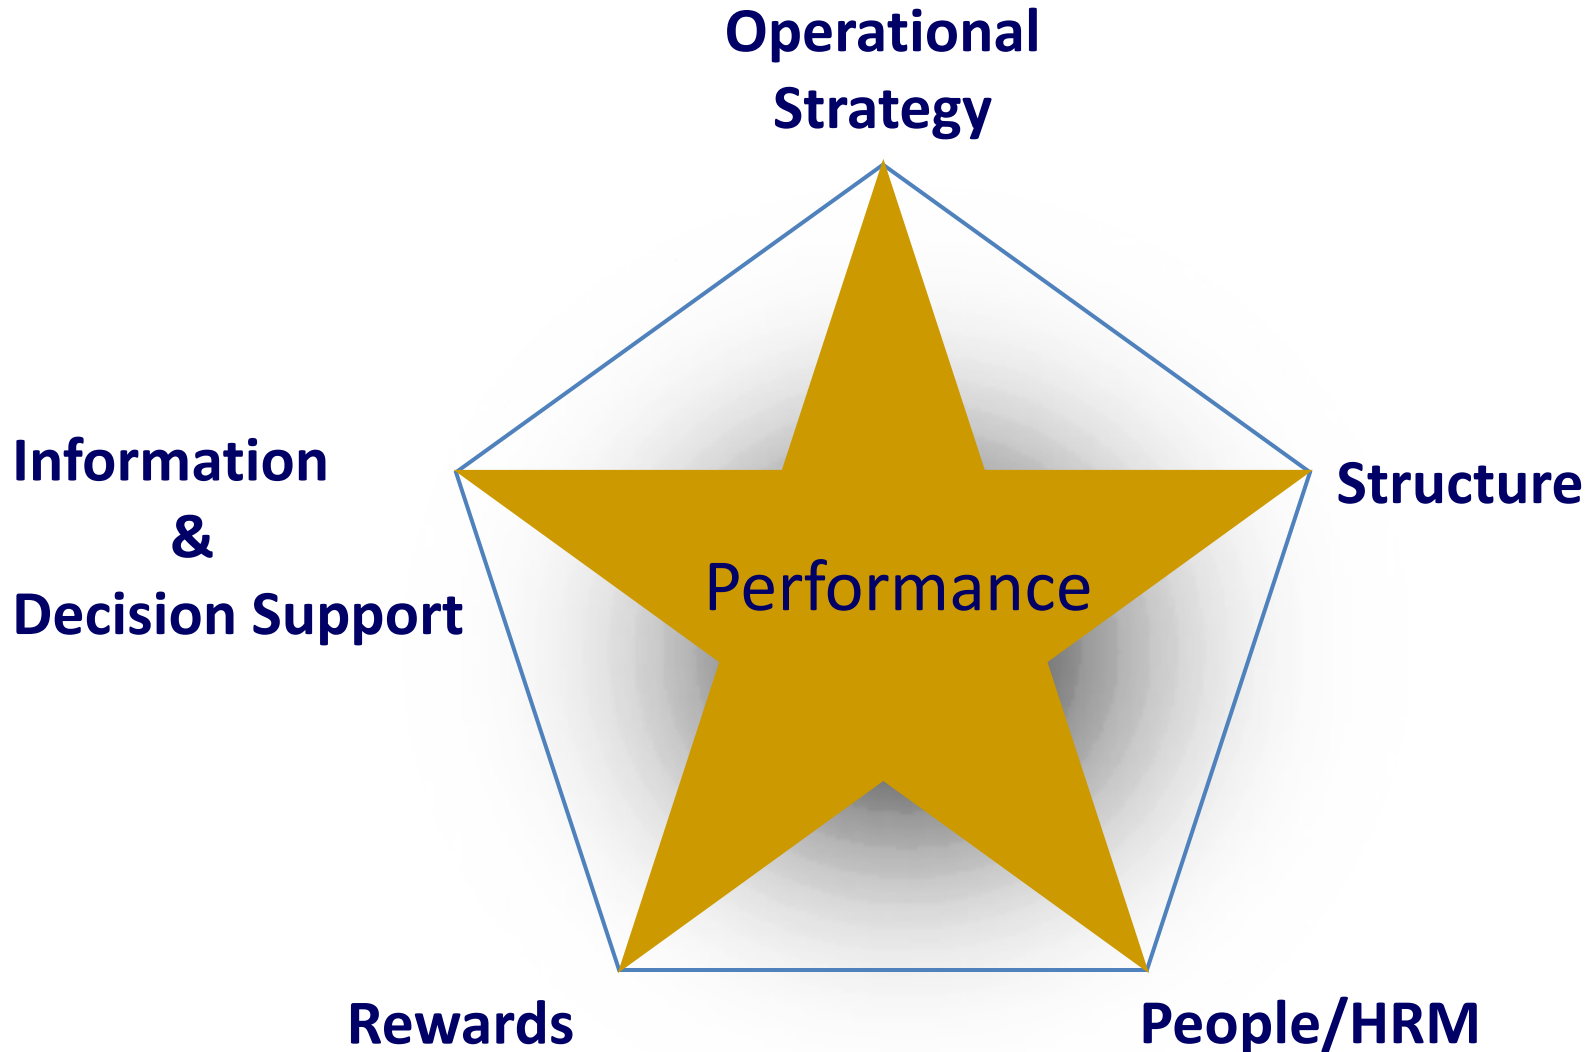 Operational
Strategy
Information
&
Decision Support
Structure
Performance
Rewards
People/HRM